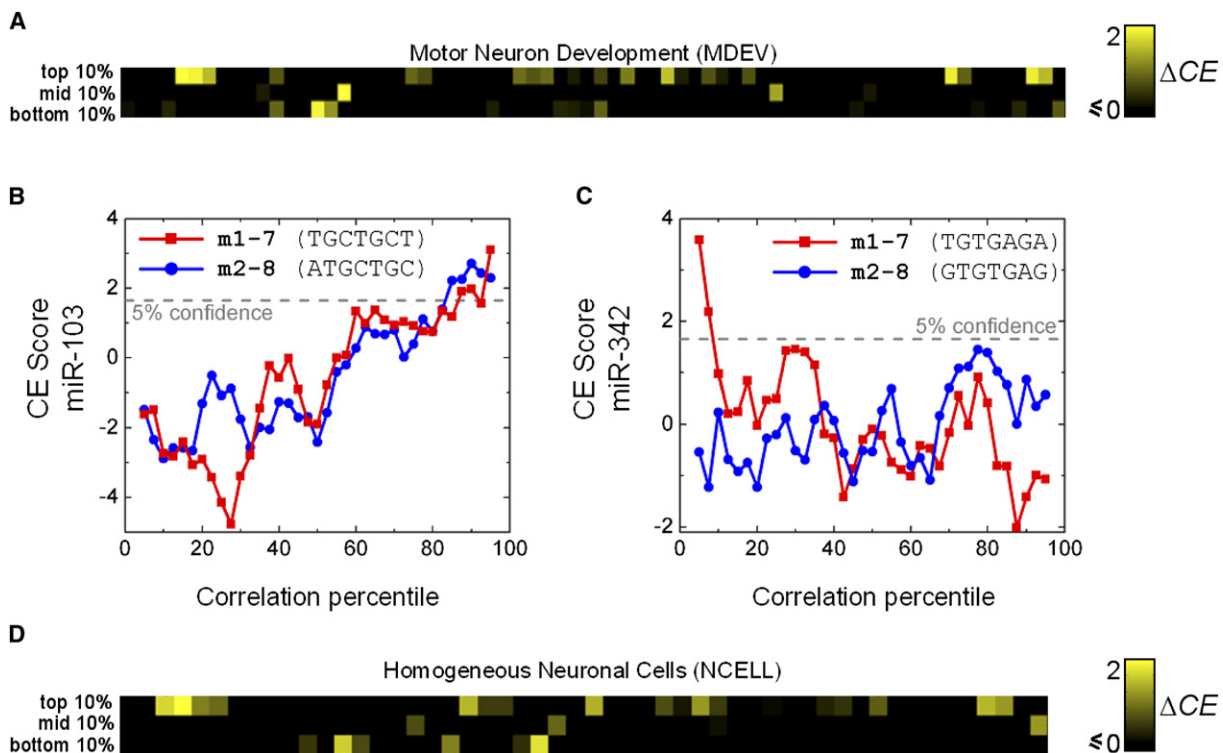 A
Motor Neuron Development (MDEV)
top 10%
mid 10%
bottom 10%
2
ΔCE
⩽ 0
B
CE Score
miR-103
4
2
0
-2
-4
m1-7 (TGCTGCT)
m2-8 (ATGCTGC)
5% confidence
0 20 40 60 80 100
Correlation percentile
C
CE Score
miR-342
4
2
0
-2
m1-7 (TGTGAGA)
m2-8 (GTGTGAG)
5% confidence
0 20 40 60 80 100
Correlation percentile
D
Homogeneous Neuronal Cells (NCELL)
top 10%
mid 10%
bottom 10%
2
ΔCE
⩽ 0